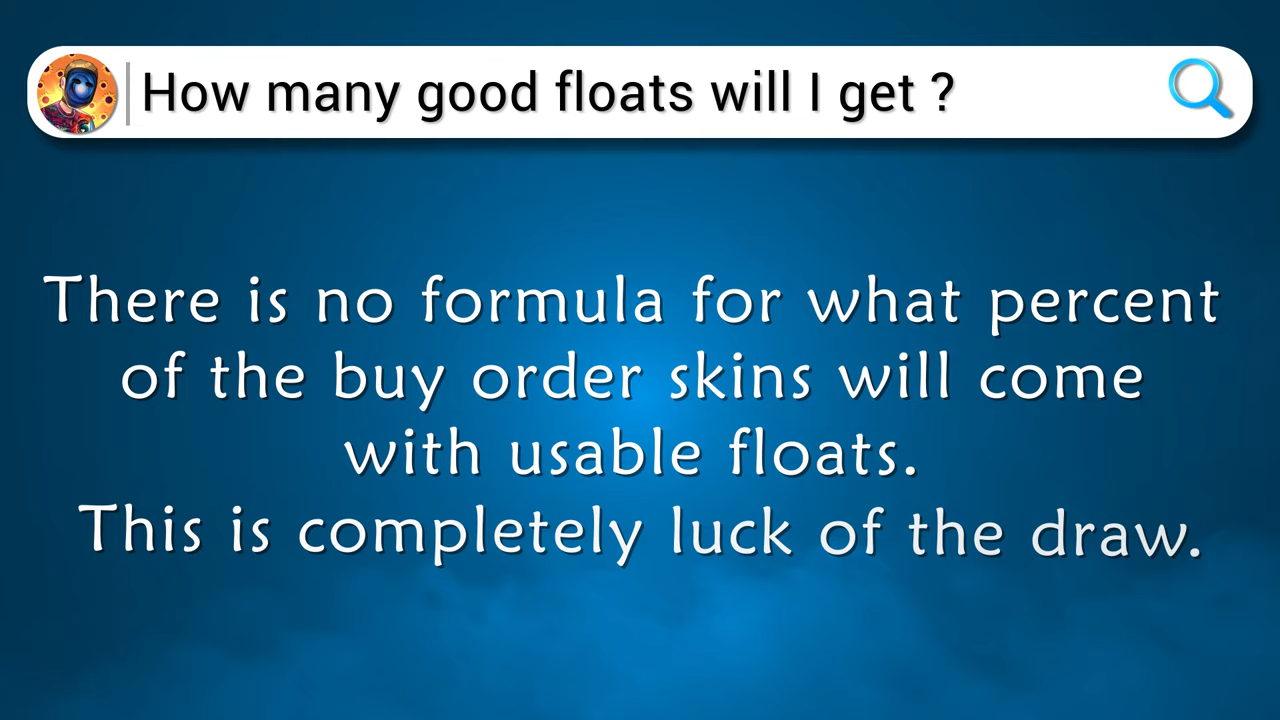 How many good floats will I get ?
There is no formula for what percent
of the buy order skins will come
with usable floats.
This is completely luck of the draw.